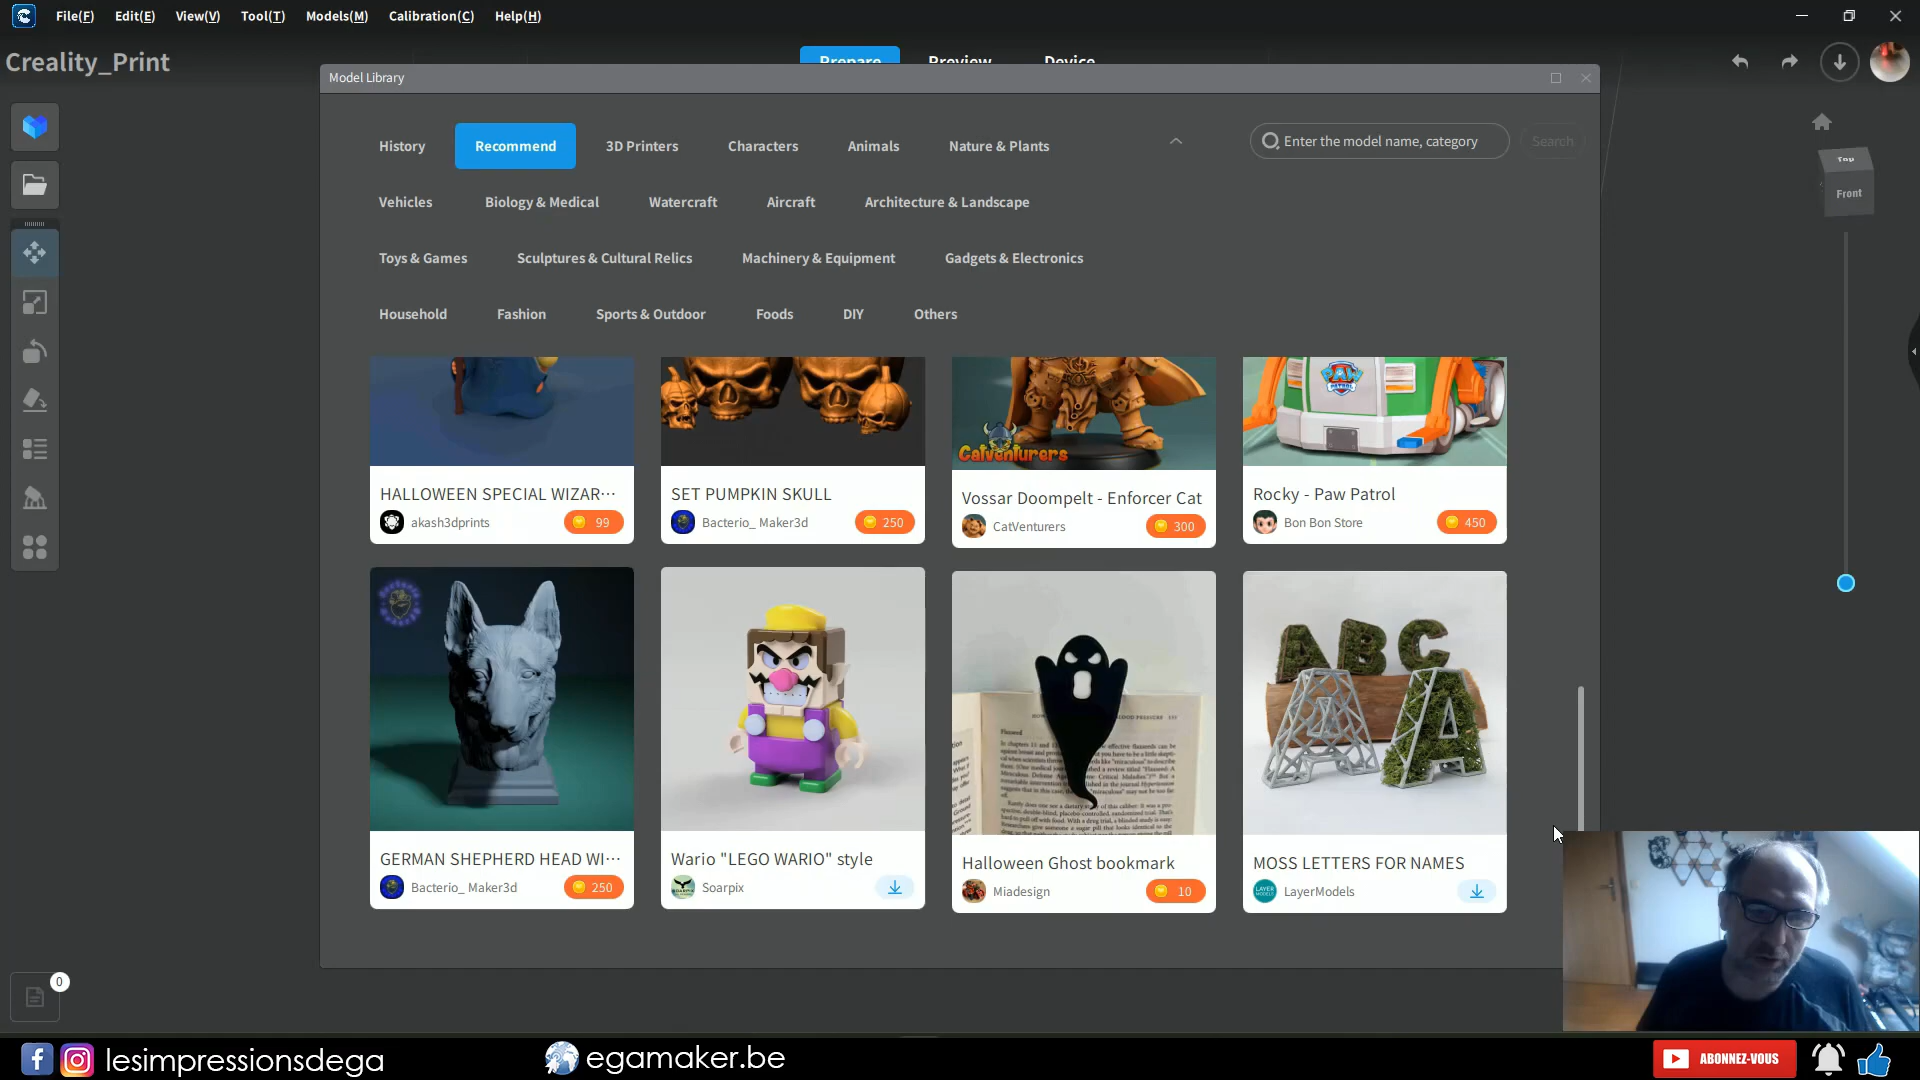 File(F) Edit(E) View(V) Tool(T) Models(M) Calibration(C) Help(H)
Creality_Print
Prepare Preview Device
Model Library
History Recommend 3D Printers Characters Animals Nature & Plants
Enter the model name, category Search
Vehicles Biology & Medical Watercraft Aircraft Architecture & Landscape
Toys & Games Sculptures & Cultural Relics Machinery & Equipment Gadgets & Electronics
Household Fashion Sports & Outdoor Foods DIY Others
Top
Front
Catventurers
PAW
PATROL
HALLOWEEN SPECIAL WIZAR···
akash3dprints 99
SET PUMPKIN SKULL
Bacterio_ Maker3d 250
Vossar Doompelt - Enforcer Cat
CatVenturers 300
Rocky - Paw Patrol
Bon Bon Store 450
ABC
A A
GERMAN SHEPHERD HEAD WI···
Bacterio_ Maker3d 250
Wario "LEGO WARIO" style
Soarpix
Halloween Ghost bookmark
Miadesign 10
MOSS LETTERS FOR NAMES
LAYER
MODELS
LayerModels
0
lesimpressionsdega
egamaker.be
ABONNEZ-VOUS